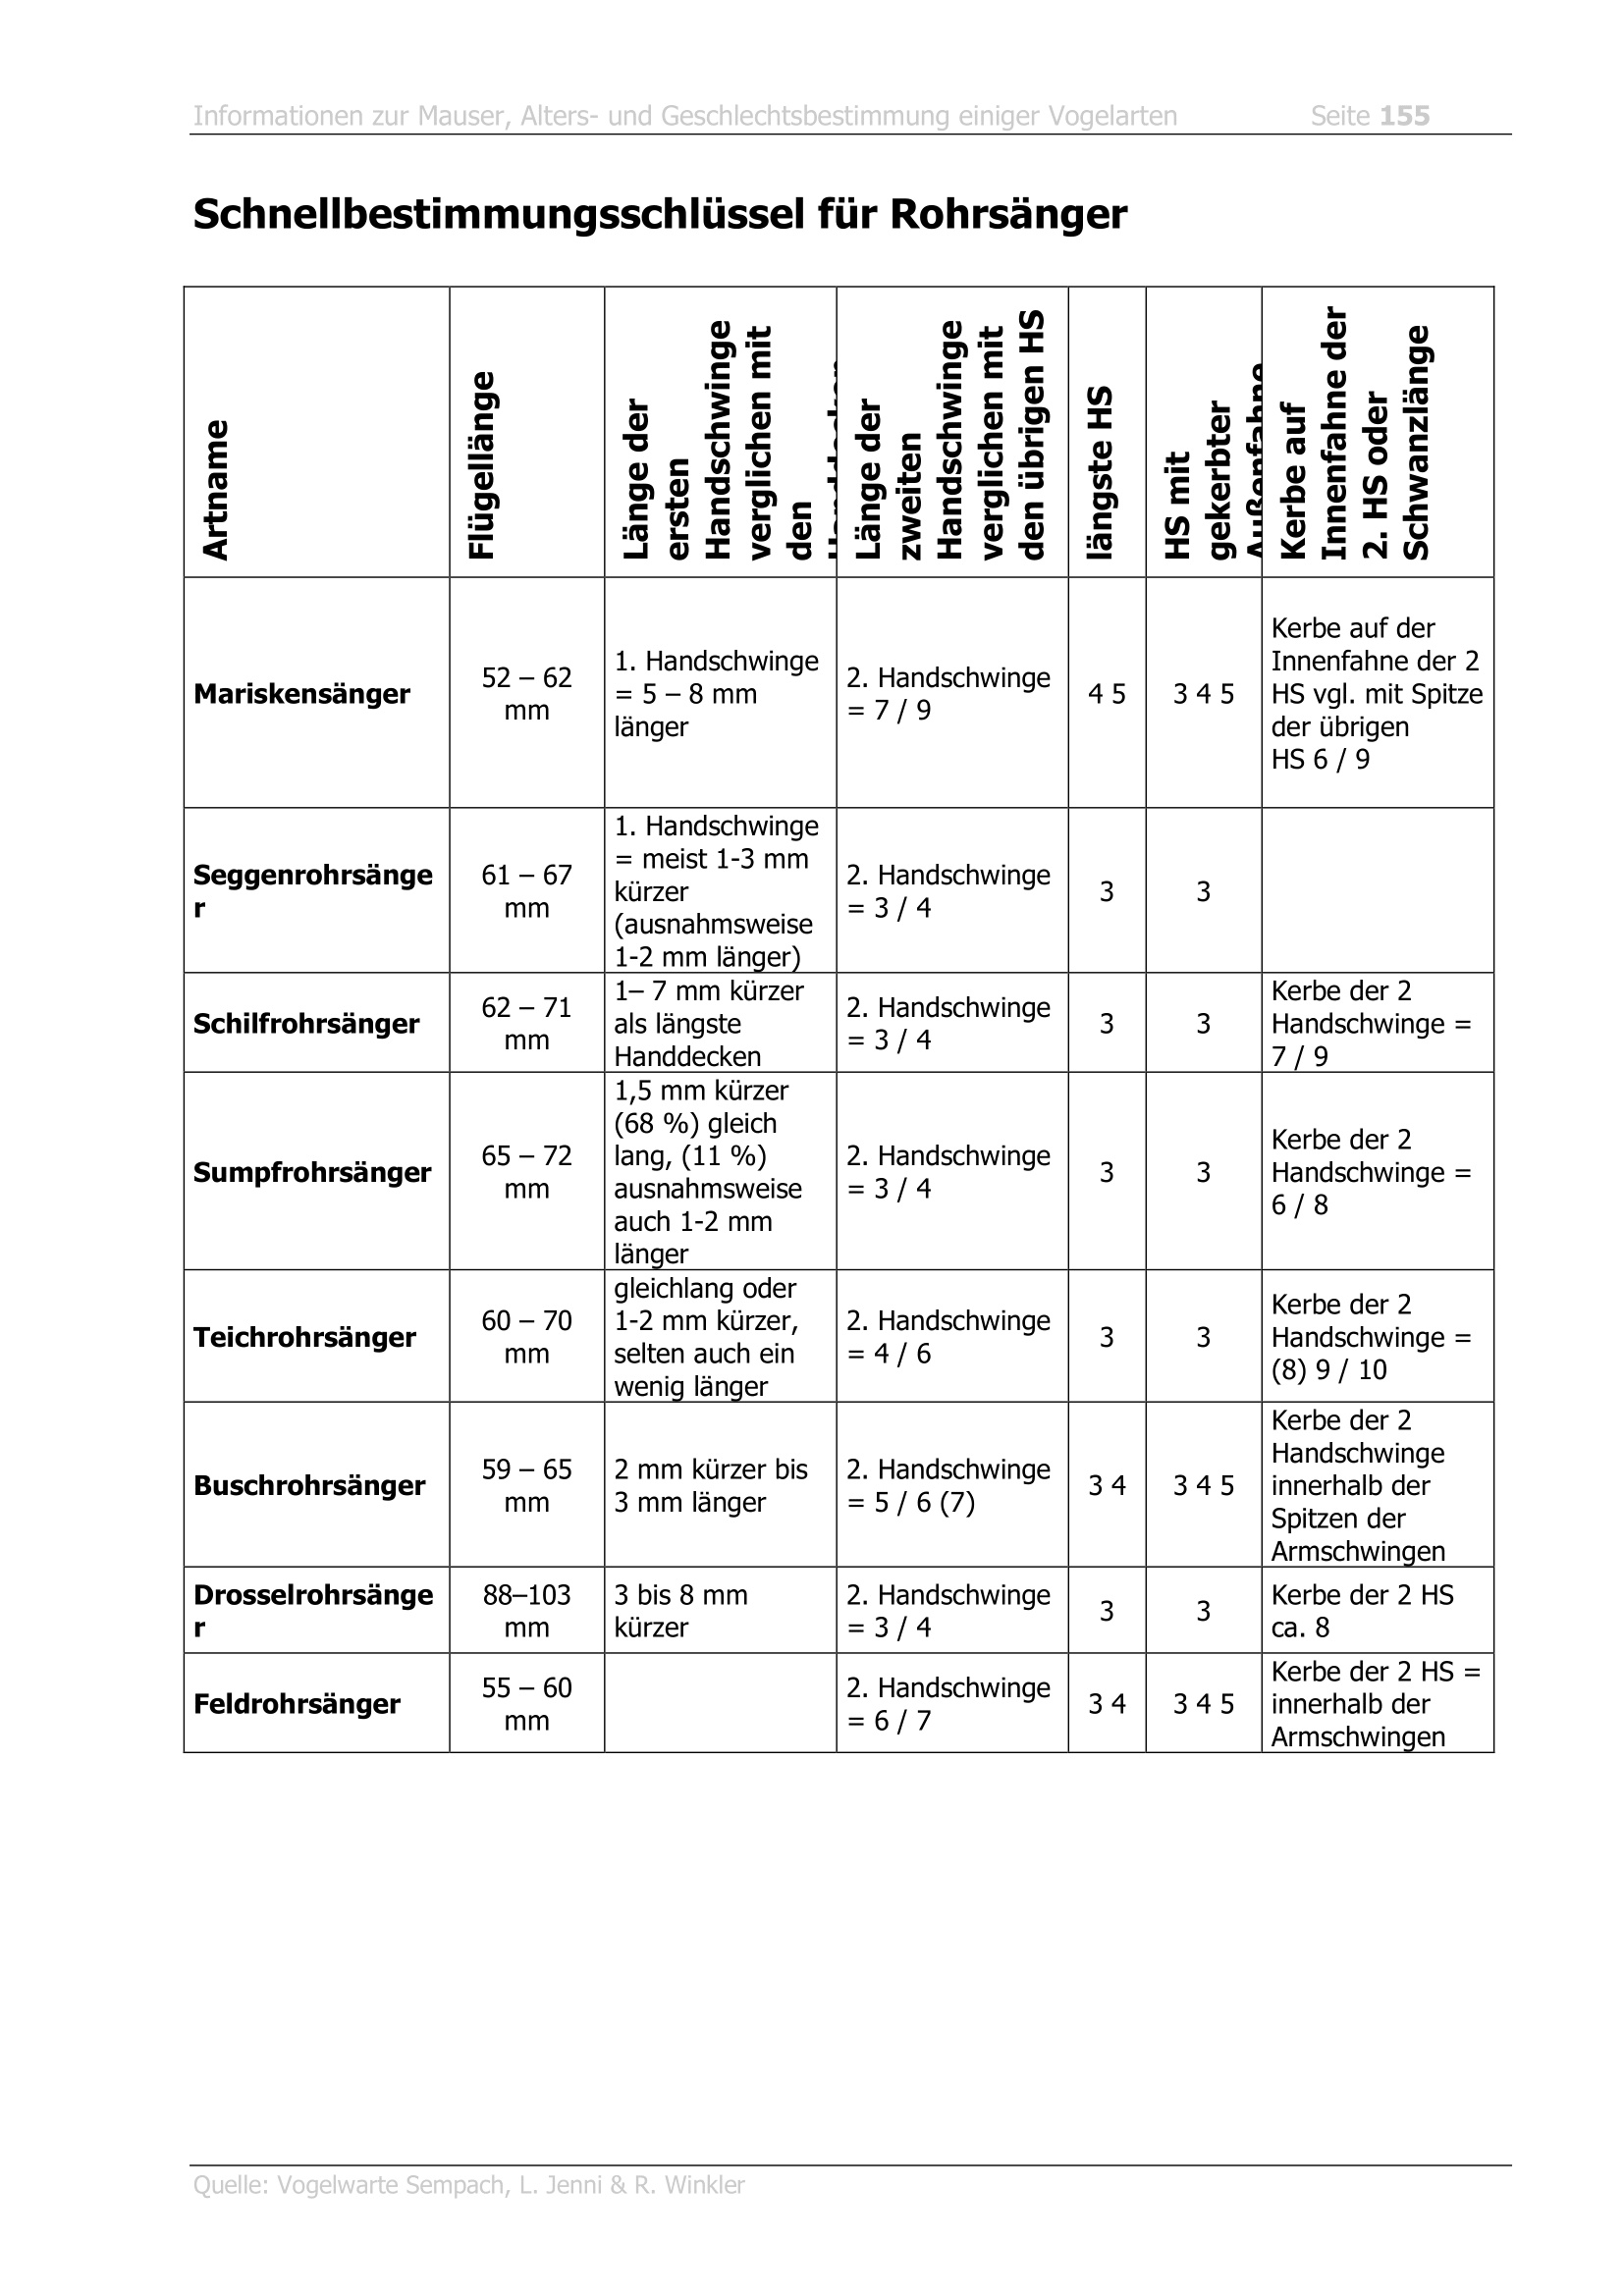 Informationen zur Mauser, Alters- und Geschlechtsbestimmung einiger Vogelarten Seite 155
Schnellbestimmungsschlüssel für Rohrsänger
Artname
Flügellänge
Länge der
ersten
Handschwinge
verglichen mit
den
Handdecken
Länge der
zweiten
Handschwinge
verglichen mit
den übrigen HS
längste HS
HS mit
gekerbter
Außenfahne
Kerbe auf
Innenfahne der
2. HS oder
Schwanzlänge
Mariskensänger
52 – 62
mm
1. Handschwinge
= 5 – 8 mm
länger
2. Handschwinge
= 7 / 9
4 5
3 4 5
Kerbe auf der
Innenfahne der 2
HS vgl. mit Spitze
der übrigen
HS 6 / 9
Seggenrohrsänge
r
61 – 67
mm
1. Handschwinge
= meist 1-3 mm
kürzer
(ausnahmsweise
1-2 mm länger)
2. Handschwinge
= 3 / 4
3
3
Schilfrohrsänger
62 – 71
mm
1– 7 mm kürzer
als längste
Handdecken
2. Handschwinge
= 3 / 4
3
3
Kerbe der 2
Handschwinge =
7 / 9
Sumpfrohrsänger
65 – 72
mm
1,5 mm kürzer
(68 %) gleich
lang, (11 %)
ausnahmsweise
auch 1-2 mm
länger
2. Handschwinge
= 3 / 4
3
3
Kerbe der 2
Handschwinge =
6 / 8
Teichrohrsänger
60 – 70
mm
gleichlang oder
1-2 mm kürzer,
selten auch ein
wenig länger
2. Handschwinge
= 4 / 6
3
3
Kerbe der 2
Handschwinge =
(8) 9 / 10
Buschrohrsänger
59 – 65
mm
2 mm kürzer bis
3 mm länger
2. Handschwinge
= 5 / 6 (7)
3 4
3 4 5
Kerbe der 2
Handschwinge
innerhalb der
Spitzen der
Armschwingen
Drosselrohrsänge
r
88–103
mm
3 bis 8 mm
kürzer
2. Handschwinge
= 3 / 4
3
3
Kerbe der 2 HS
ca. 8
Feldrohrsänger
55 – 60
mm
2. Handschwinge
= 6 / 7
3 4
3 4 5
Kerbe der 2 HS =
innerhalb der
Armschwingen
Quelle: Vogelwarte Sempach, L. Jenni & R. Winkler